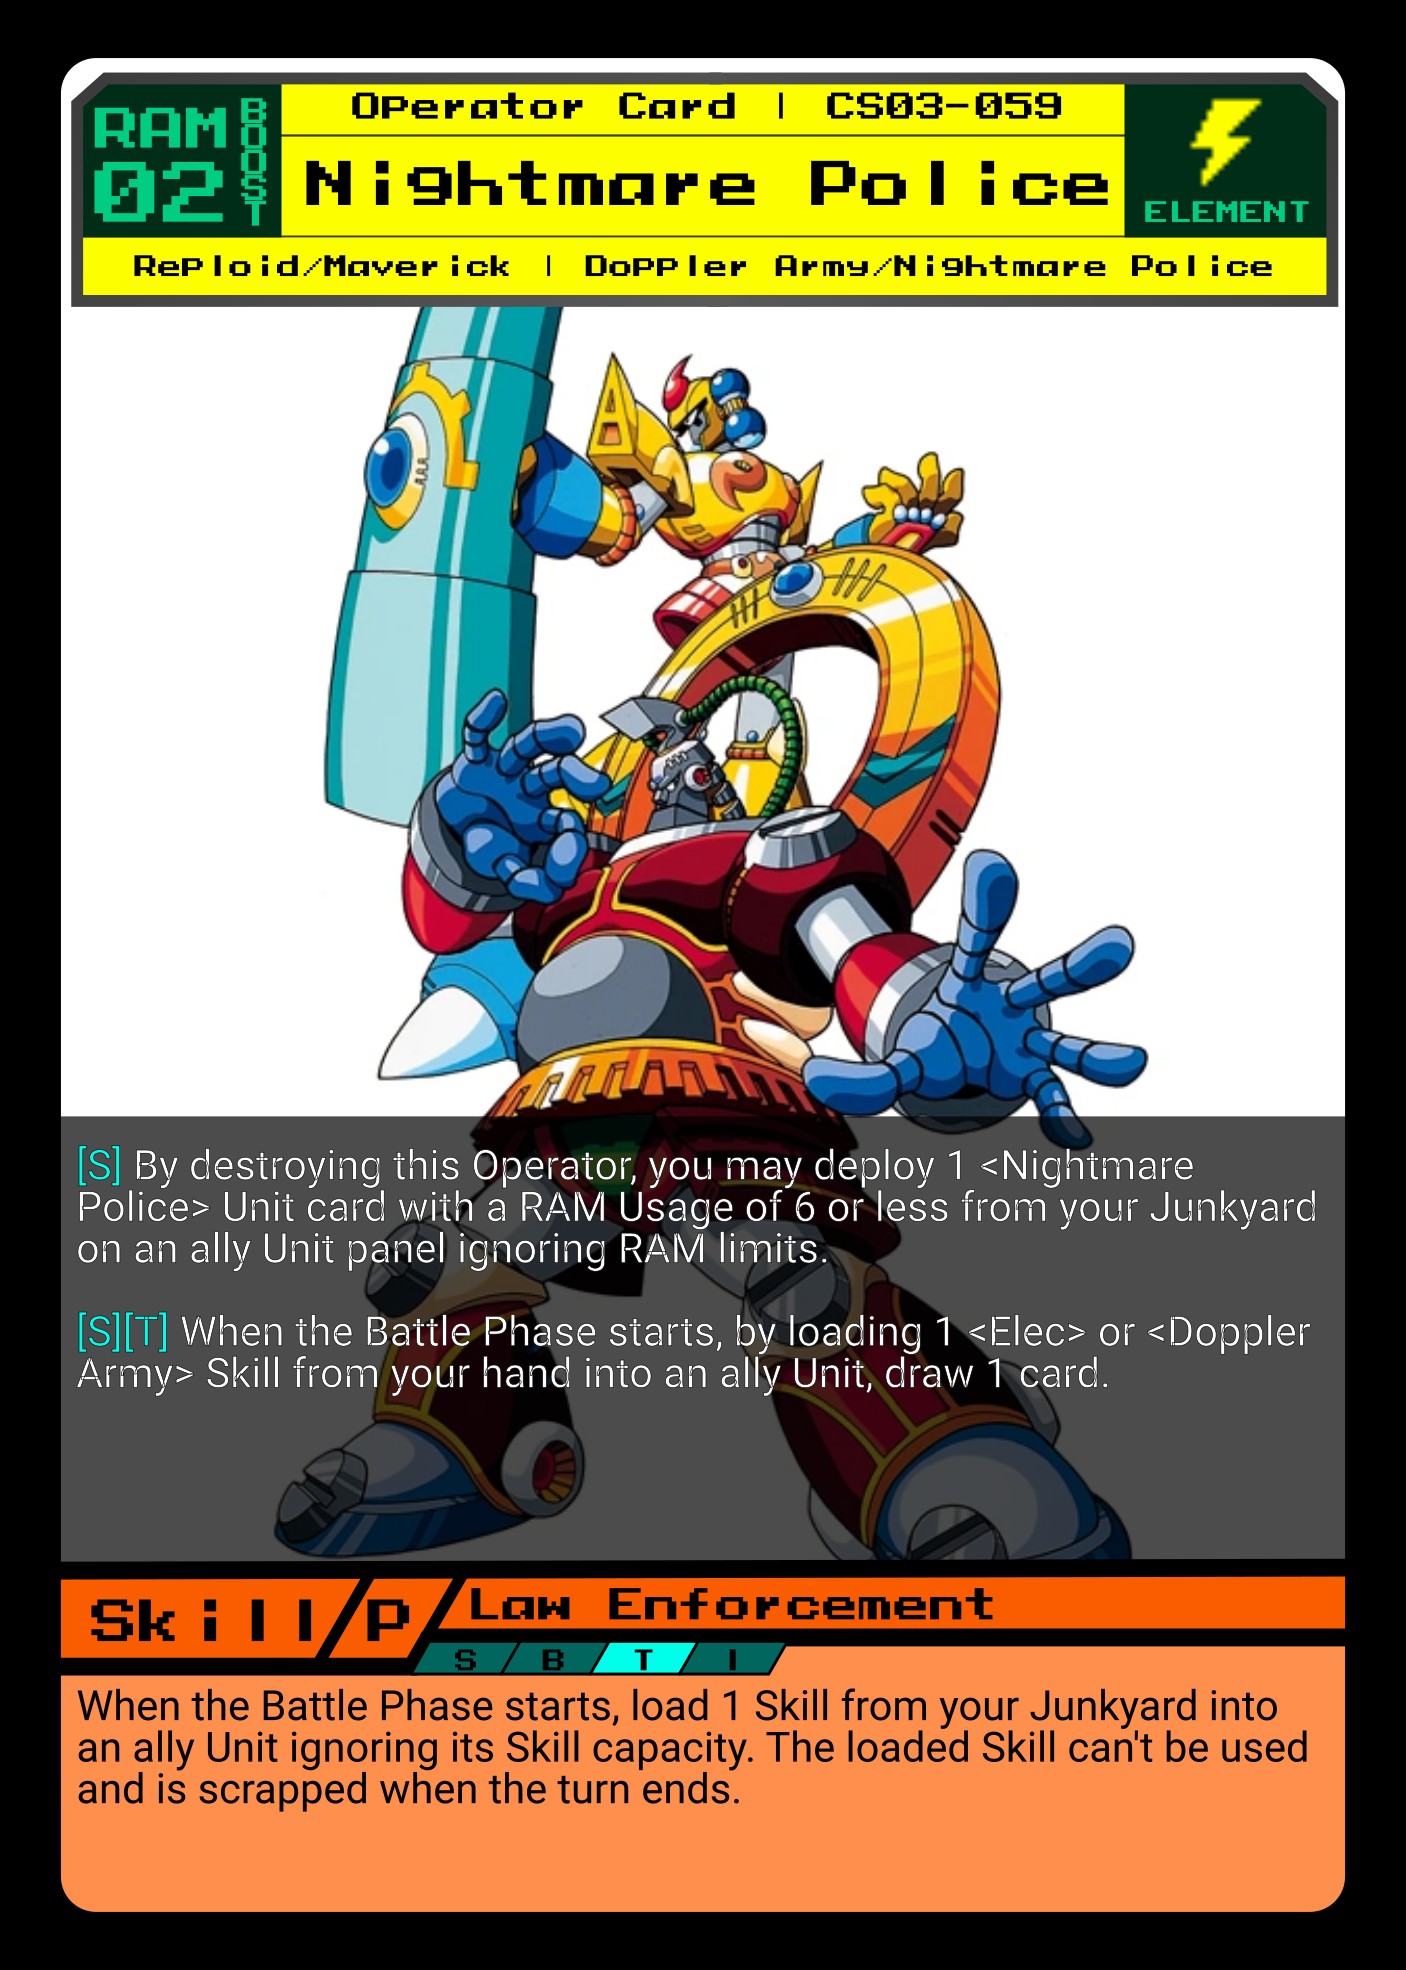 RAM
02
BOOST
Operator Card | CS03-059
Nightmare Police
ELEMENT
Reploid/Maverick | Doppler Army/Nightmare Police
[S] By destroying this Operator, you may deploy 1 <Nightmare
Police> Unit card with a RAM Usage of 6 or less from your Junkyard
on an ally Unit panel ignoring RAM limits.
[S][T] When the Battle Phase starts, by loading 1 <Elec> or <Doppler
Army> Skill from your hand into an ally Unit, draw 1 card.
Skill/P Law Enforcement
S B T I
When the Battle Phase starts, load 1 Skill from your Junkyard into
an ally Unit ignoring its Skill capacity. The loaded Skill can't be used
and is scrapped when the turn ends.